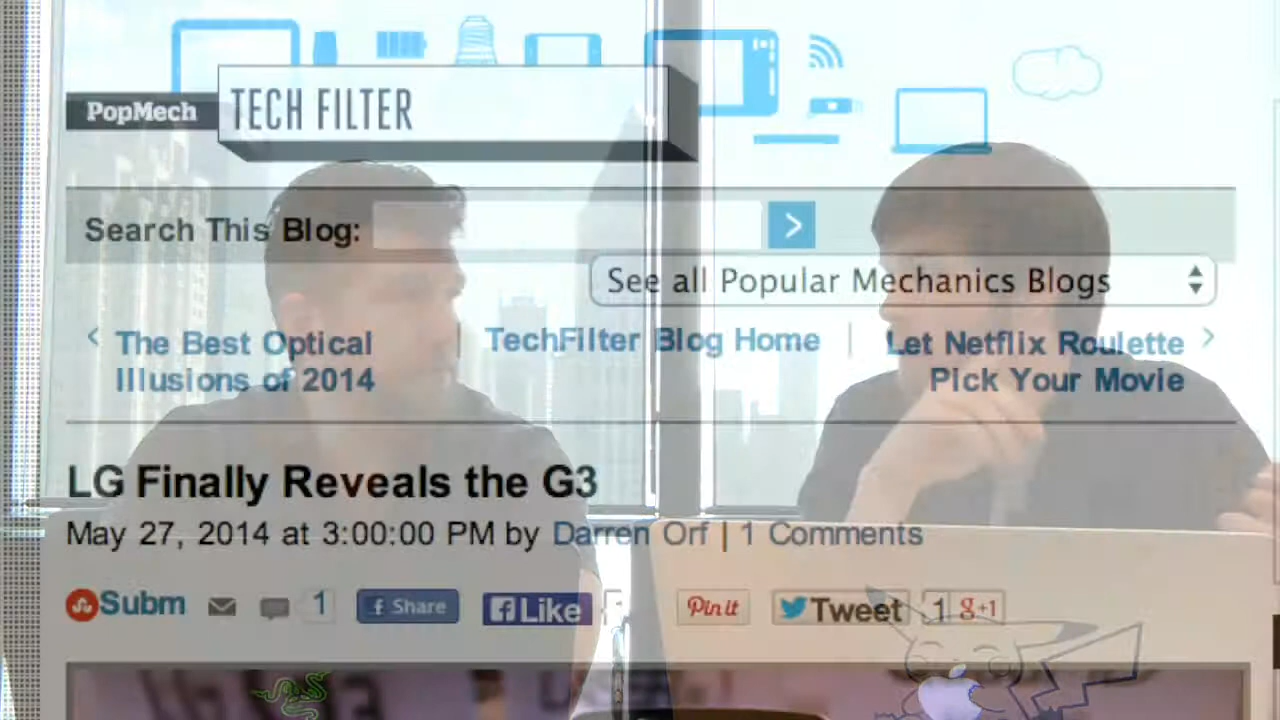 PopMech TECH FILTER
Search This Blog: >
See all Popular Mechanics Blogs
The Best Optical
Illusions of 2014
TechFilter Blog Home
Let Netflix Roulette
Pick Your Movie
LG Finally Reveals the G3
May 27, 2014 at 3:00:00 PM by Darren Orf | 1 Comments
Subm 1 f Share f Like Pin it Tweet 1 g+1